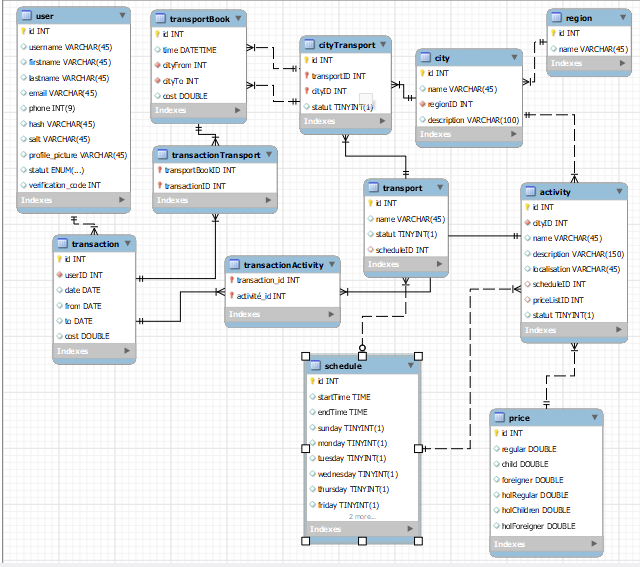 user
id INT
username VARCHAR(45)
firstname VARCHAR(45)
lastname VARCHAR(45)
email VARCHAR(45)
phone INT(9)
hash VARCHAR(45)
salt VARCHAR(45)
profile_picture VARCHAR(45)
statut ENUM(...)
verification_code INT
Indexes
transportBook
id INT
time DATETIME
cityFrom INT
cityTo INT
cost DOUBLE
Indexes
cityTransport
id INT
transportID INT
cityID INT
statut TINYINT(1)
Indexes
city
id INT
name VARCHAR(45)
regionID INT
description VARCHAR(100)
Indexes
region
id INT
name VARCHAR(45)
Indexes
transactionTransport
transportBookID INT
transactionID INT
Indexes
transport
id INT
name VARCHAR(45)
statut TINYINT(1)
scheduleID INT
Indexes
activity
id INT
cityID INT
name VARCHAR(45)
description VARCHAR(150)
localisation VARCHAR(45)
scheduleID INT
priceListID INT
statut TINYINT(1)
Indexes
transaction
id INT
userID INT
date DATE
from DATE
to DATE
cost DOUBLE
Indexes
transactionActivity
transaction_id INT
activité_id INT
Indexes
schedule
id INT
startTime TIME
endTime TIME
sunday TINYINT(1)
monday TINYINT(1)
tuesday TINYINT(1)
wednesday TINYINT(1)
thursday TINYINT(1)
friday TINYINT(1)
2 more...
Indexes
price
id INT
regular DOUBLE
child DOUBLE
foreigner DOUBLE
holRegular DOUBLE
holChildren DOUBLE
holForeigner DOUBLE
Indexes